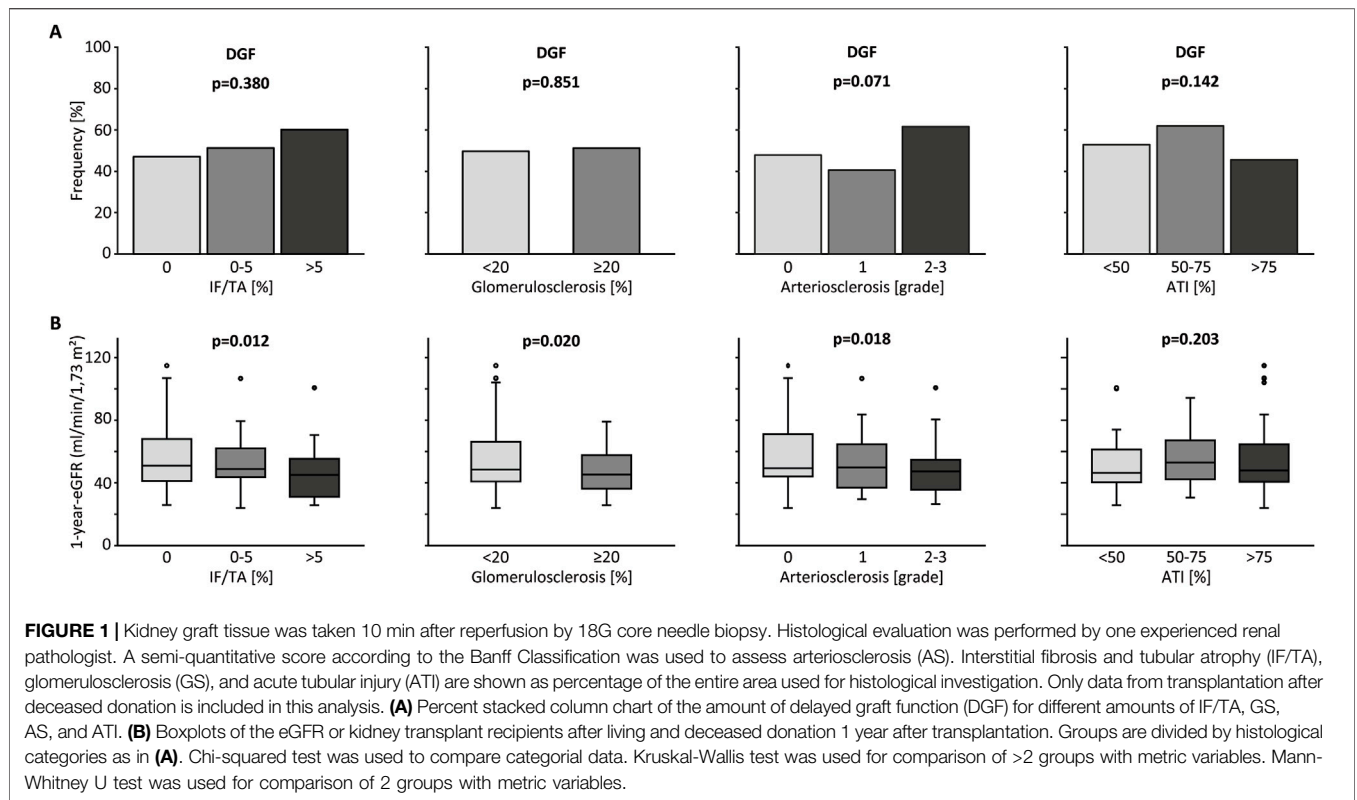 A
DGF
p=0.380
DGF
p=0.851
DGF
p=0.071
DGF
p=0.142
Frequency [%]
100
80
60
40
20
0
0 0-5 >5
IF/TA [%]
<20 ≥20
Glomerulosclerosis [%]
0 1 2-3
Arteriosclerosis [grade]
<50 50-75 >75
ATI [%]
B
p=0.012
p=0.020
p=0.018
p=0.203
1-year-eGFR (ml/min/1,73 m²)
120
80
40
0
0 0-5 >5
IF/TA [%]
<20 ≥20
Glomerulosclerosis [%]
0 1 2-3
Arteriosclerosis [grade]
<50 50-75 >75
ATI [%]
FIGURE 1 | Kidney graft tissue was taken 10 min after reperfusion by 18G core needle biopsy. Histological evaluation was performed by one experienced renal
pathologist. A semi-quantitative score according to the Banff Classification was used to assess arteriosclerosis (AS). Interstitial fibrosis and tubular atrophy (IF/TA),
glomerulosclerosis (GS), and acute tubular injury (ATI) are shown as percentage of the entire area used for histological investigation. Only data from transplantation after
deceased donation is included in this analysis. (A) Percent stacked column chart of the amount of delayed graft function (DGF) for different amounts of IF/TA, GS,
AS, and ATI. (B) Boxplots of the eGFR or kidney transplant recipients after living and deceased donation 1 year after transplantation. Groups are divided by histological
categories as in (A). Chi-squared test was used to compare categorial data. Kruskal-Wallis test was used for comparison of >2 groups with metric variables. Mann-
Whitney U test was used for comparison of 2 groups with metric variables.